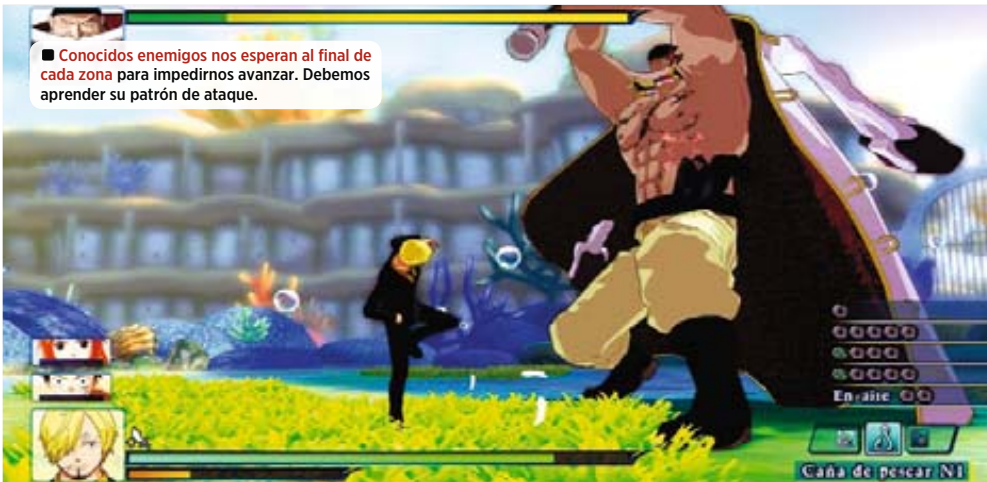 Conocidos enemigos nos esperan al final de
cada zona para impedirnos avanzar. Debemos
aprender su patrón de ataque.
En aire
Caña de pescar N1